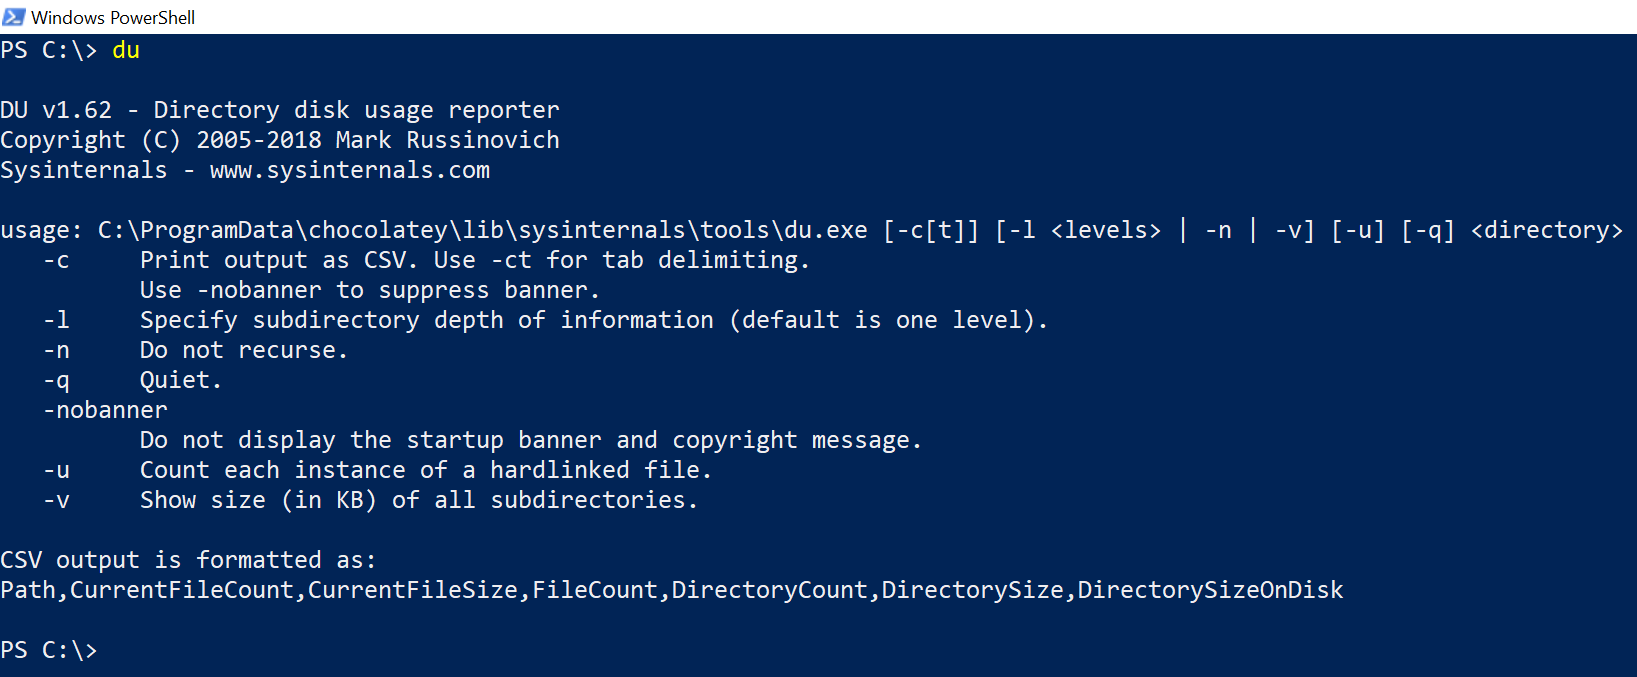 Windows PowerShell
PS C:\> du
DU v1.62 - Directory disk usage reporter
Copyright (C) 2005-2018 Mark Russinovich
Sysinternals - www.sysinternals.com
usage: C:\ProgramData\chocolatey\lib\sysinternals\tools\du.exe [-c[t]] [-l <levels> | -n | -v] [-u] [-q] <directory>
   -c     Print output as CSV. Use -ct for tab delimiting.
          Use -nobanner to suppress banner.
   -l     Specify subdirectory depth of information (default is one level).
   -n     Do not recurse.
   -q     Quiet.
   -nobanner
          Do not display the startup banner and copyright message.
   -u     Count each instance of a hardlinked file.
   -v     Show size (in KB) of all subdirectories.
CSV output is formatted as:
Path,CurrentFileCount,CurrentFileSize,FileCount,DirectoryCount,DirectorySize,DirectorySizeOnDisk
PS C:\>